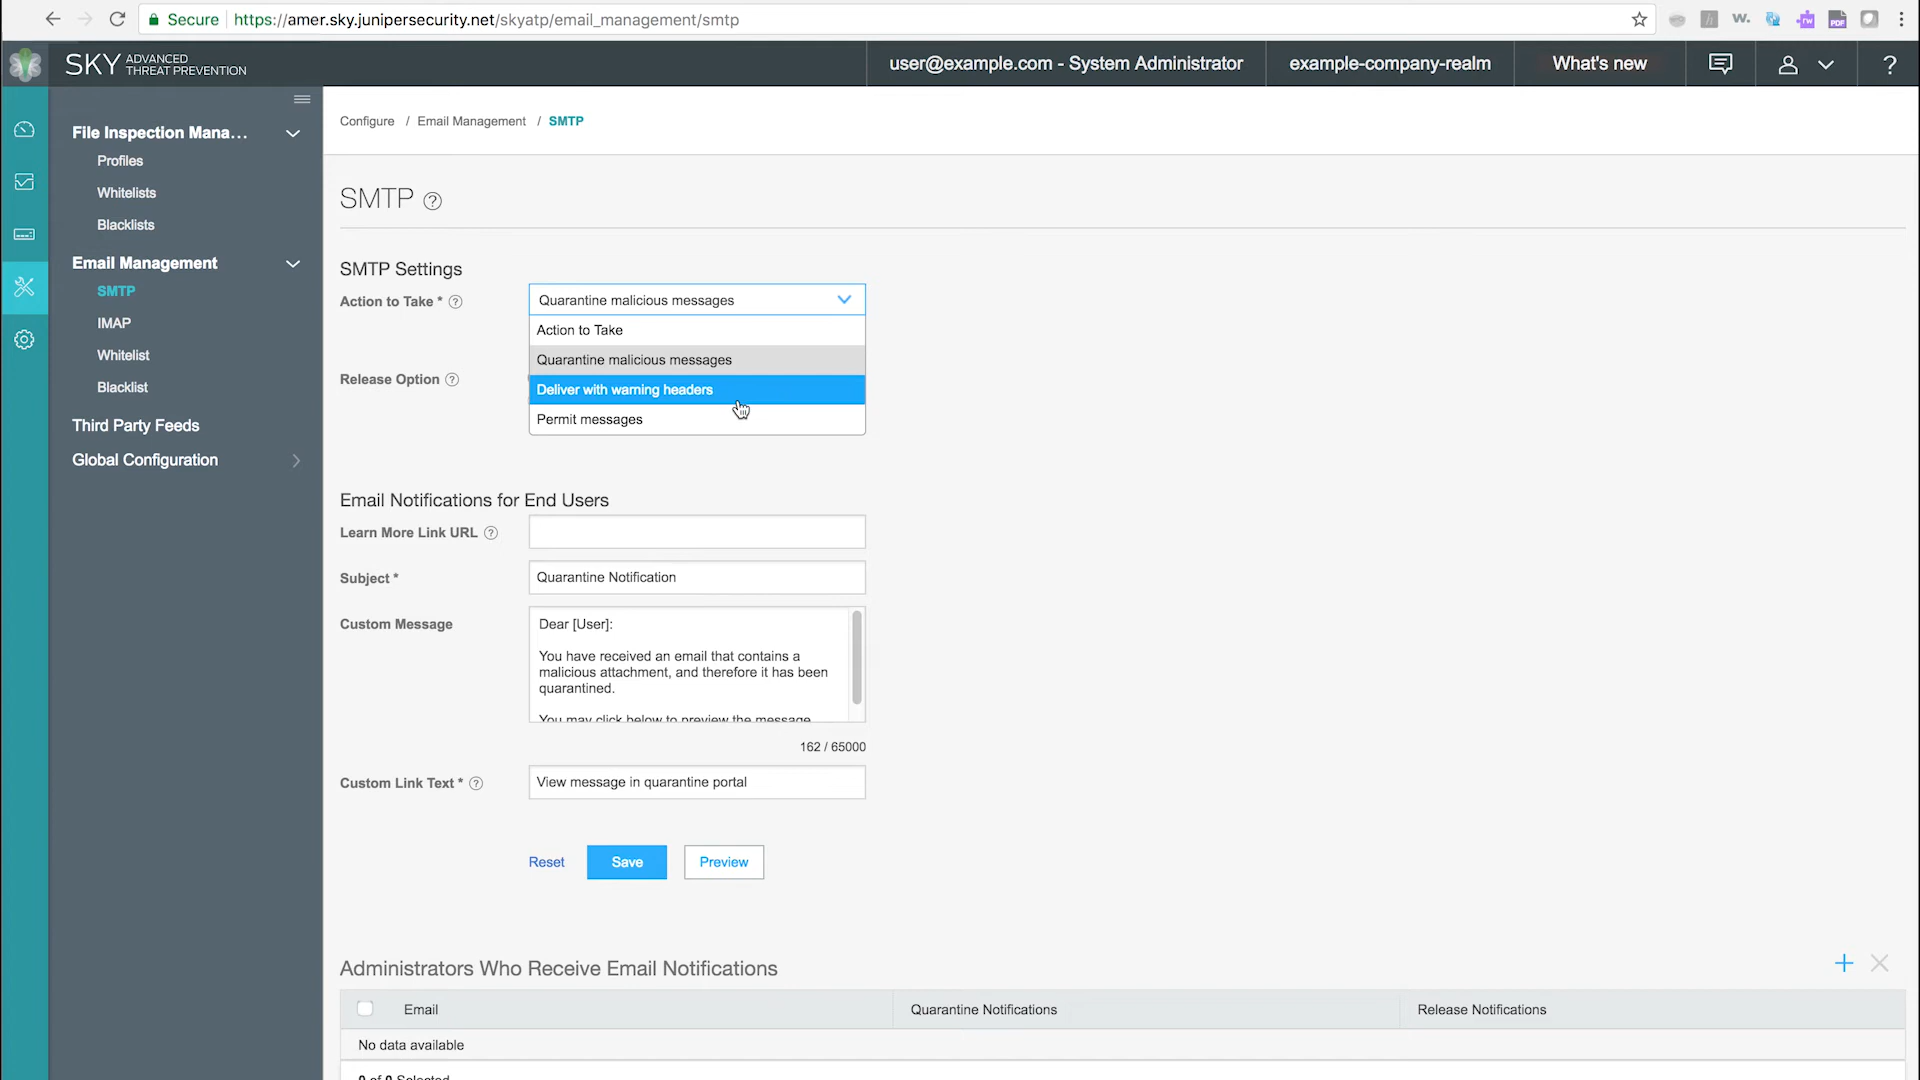 Secure https://amer.sky.junipersecurity.net/skyatp/email_management/smtp
SKY ADVANCED THREAT PREVENTION
user@example.com - System Administrator
example-company-realm
What's new
?
File Inspection Mana...
Profiles
Whitelists
Blacklists
Email Management
SMTP
IMAP
Whitelist
Blacklist
Third Party Feeds
Global Configuration
Configure / Email Management / SMTP
SMTP ?
SMTP Settings
Action to Take * ?
Quarantine malicious messages
Action to Take
Quarantine malicious messages
Deliver with warning headers
Permit messages
Release Option ?
Email Notifications for End Users
Learn More Link URL ?
Subject *
Quarantine Notification
Custom Message
Dear [User]:
You have received an email that contains a
malicious attachment, and therefore it has been
quarantined.
You may click below to preview the message
162 / 65000
Custom Link Text * ?
View message in quarantine portal
Reset
Save
Preview
Administrators Who Receive Email Notifications
Email
Quarantine Notifications
Release Notifications
No data available
0 of 0 Selected